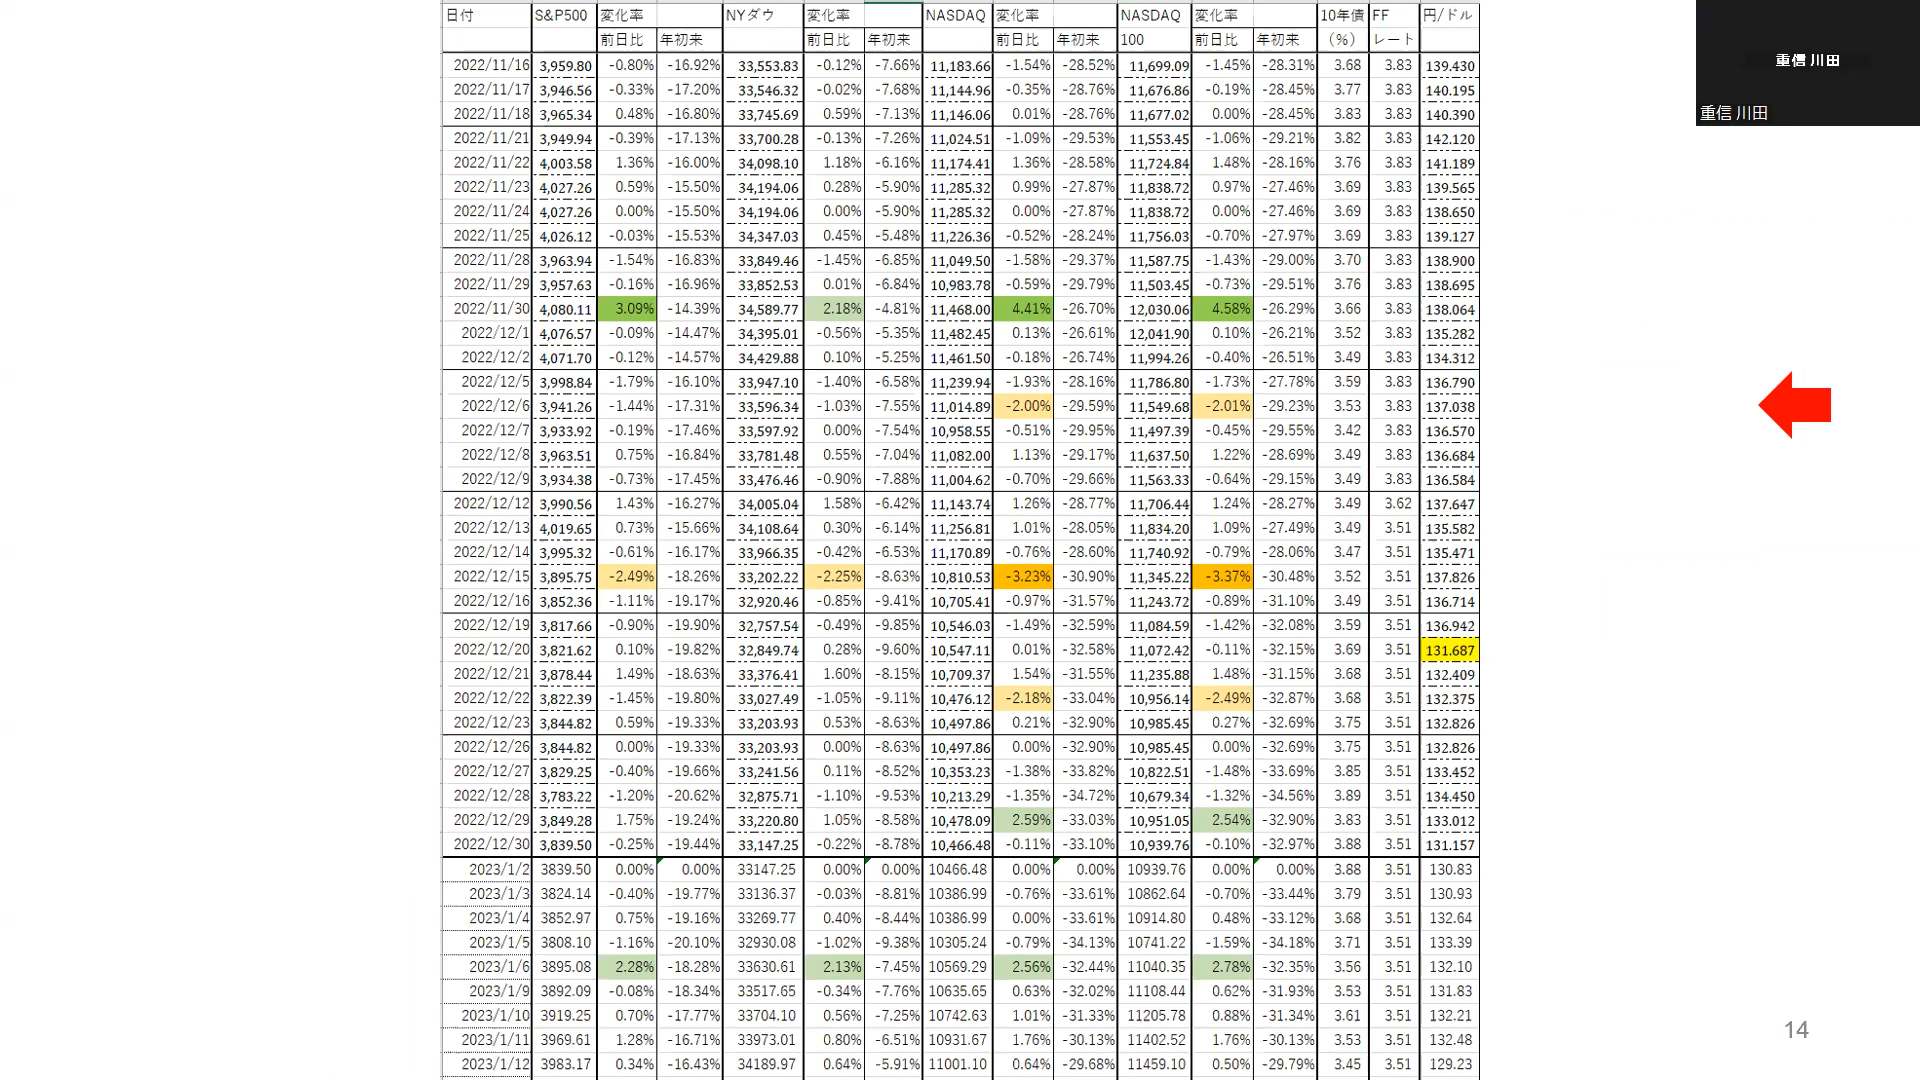 日付 S&P500 変化率 NYダウ 変化率 NASDAQ 変化率 NASDAQ 変化率 10年債 FF 円/ドル
前日比 年初来 前日比 年初来 前日比 年初来 100 前日比 年初来 (%) レート
2022/11/16 3,959.80 -0.80% -16.92% 33,553.83 -0.12% -7.66% 11,183.66 -1.54% -28.52% 11,699.09 -1.45% -28.31% 3.68 3.83 139.430
2022/11/17 3,946.56 -0.33% -17.20% 33,546.32 -0.02% -7.68% 11,144.96 -0.35% -28.76% 11,676.86 -0.19% -28.45% 3.77 3.83 140.195
2022/11/18 3,965.34 0.48% -16.80% 33,745.69 0.59% -7.13% 11,146.06 0.01% -28.76% 11,677.02 0.00% -28.45% 3.83 3.83 140.390
2022/11/21 3,949.94 -0.39% -17.13% 33,700.28 -0.13% -7.26% 11,024.51 -1.09% -29.53% 11,553.45 -1.06% -29.21% 3.82 3.83 142.120
2022/11/22 4,003.58 1.36% -16.00% 34,098.10 1.18% -6.16% 11,174.41 1.36% -28.58% 11,724.84 1.48% -28.16% 3.76 3.83 141.189
2022/11/23 4,027.26 0.59% -15.50% 34,194.06 0.28% -5.90% 11,285.32 0.99% -27.87% 11,838.72 0.97% -27.46% 3.69 3.83 139.565
2022/11/24 4,027.26 0.00% -15.50% 34,194.06 0.00% -5.90% 11,285.32 0.00% -27.87% 11,838.72 0.00% -27.46% 3.69 3.83 138.650
2022/11/25 4,026.12 -0.03% -15.53% 34,347.03 0.45% -5.48% 11,226.36 -0.52% -28.24% 11,756.03 -0.70% -27.97% 3.69 3.83 139.127
2022/11/28 3,963.94 -1.54% -16.83% 33,849.46 -1.45% -6.85% 11,049.50 -1.58% -29.37% 11,587.75 -1.43% -29.00% 3.70 3.83 138.900
2022/11/29 3,957.63 -0.16% -16.96% 33,852.53 0.01% -6.84% 10,983.78 -0.59% -29.79% 11,503.45 -0.73% -29.51% 3.76 3.83 138.695
2022/11/30 4,080.11 3.09% -14.39% 34,589.77 2.18% -4.81% 11,468.00 4.41% -26.70% 12,030.06 4.58% -26.29% 3.66 3.83 138.064
2022/12/1 4,076.57 -0.09% -14.47% 34,395.01 -0.56% -5.35% 11,482.45 0.13% -26.61% 12,041.90 0.10% -26.21% 3.52 3.83 135.282
2022/12/2 4,071.70 -0.12% -14.57% 34,429.88 0.10% -5.25% 11,461.50 -0.18% -26.74% 11,994.26 -0.40% -26.51% 3.49 3.83 134.312
2022/12/5 3,998.84 -1.79% -16.10% 33,947.10 -1.40% -6.58% 11,239.94 -1.93% -28.16% 11,786.80 -1.73% -27.78% 3.59 3.83 136.790
2022/12/6 3,941.26 -1.44% -17.31% 33,596.34 -1.03% -7.55% 11,014.89 -2.00% -29.59% 11,549.68 -2.01% -29.23% 3.53 3.83 137.038
2022/12/7 3,933.92 -0.19% -17.46% 33,597.92 0.00% -7.54% 10,958.55 -0.51% -29.95% 11,497.39 -0.45% -29.55% 3.42 3.83 136.570
2022/12/8 3,963.51 0.75% -16.84% 33,781.48 0.55% -7.04% 11,082.00 1.13% -29.17% 11,637.50 1.22% -28.69% 3.49 3.83 136.684
2022/12/9 3,934.38 -0.73% -17.45% 33,476.46 -0.90% -7.88% 11,004.62 -0.70% -29.66% 11,563.33 -0.64% -29.15% 3.49 3.83 136.584
2022/12/12 3,990.56 1.43% -16.27% 34,005.04 1.58% -6.42% 11,143.74 1.26% -28.77% 11,706.44 1.24% -28.27% 3.49 3.62 137.647
2022/12/13 4,019.65 0.73% -15.66% 34,108.64 0.30% -6.14% 11,256.81 1.01% -28.05% 11,834.20 1.09% -27.49% 3.49 3.51 135.582
2022/12/14 3,995.32 -0.61% -16.17% 33,966.35 -0.42% -6.53% 11,170.89 -0.76% -28.60% 11,740.92 -0.79% -28.06% 3.47 3.51 135.471
2022/12/15 3,895.75 -2.49% -18.26% 33,202.22 -2.25% -8.63% 10,810.53 -3.23% -30.90% 11,345.22 -3.37% -30.48% 3.52 3.51 137.826
2022/12/16 3,852.36 -1.11% -19.17% 32,920.46 -0.85% -9.41% 10,705.41 -0.97% -31.57% 11,243.72 -0.89% -31.10% 3.49 3.51 136.714
2022/12/19 3,817.66 -0.90% -19.90% 32,757.54 -0.49% -9.85% 10,546.03 -1.49% -32.59% 11,084.59 -1.42% -32.08% 3.59 3.51 136.942
2022/12/20 3,821.62 0.10% -19.82% 32,849.74 0.28% -9.60% 10,547.11 0.01% -32.58% 11,072.42 -0.11% -32.15% 3.69 3.51 131.687
2022/12/21 3,878.44 1.49% -18.63% 33,376.41 1.60% -8.15% 10,709.37 1.54% -31.55% 11,235.88 1.48% -31.15% 3.68 3.51 132.409
2022/12/22 3,822.39 -1.45% -19.80% 33,027.49 -1.05% -9.11% 10,476.12 -2.18% -33.04% 10,956.14 -2.49% -32.87% 3.68 3.51 132.375
2022/12/23 3,844.82 0.59% -19.33% 33,203.93 0.53% -8.63% 10,497.86 0.21% -32.90% 10,985.45 0.27% -32.69% 3.75 3.51 132.826
2022/12/26 3,844.82 0.00% -19.33% 33,203.93 0.00% -8.63% 10,497.86 0.00% -32.90% 10,985.45 0.00% -32.69% 3.75 3.51 132.826
2022/12/27 3,829.25 -0.40% -19.66% 33,241.56 0.11% -8.52% 10,353.23 -1.38% -33.82% 10,822.51 -1.48% -33.69% 3.85 3.51 133.452
2022/12/28 3,783.22 -1.20% -20.62% 32,875.71 -1.10% -9.53% 10,213.29 -1.35% -34.72% 10,679.34 -1.32% -34.56% 3.89 3.51 134.450
2022/12/29 3,849.28 1.75% -19.24% 33,220.80 1.05% -8.58% 10,478.09 2.59% -33.03% 10,951.05 2.54% -32.90% 3.83 3.51 133.012
2022/12/30 3,839.50 -0.25% -19.44% 33,147.25 -0.22% -8.78% 10,466.48 -0.11% -33.10% 10,939.76 -0.10% -32.97% 3.88 3.51 131.157
2023/1/2 3839.50 0.00% 0.00% 33147.25 0.00% 0.00% 10466.48 0.00% 0.00% 10939.76 0.00% 0.00% 3.88 3.51 130.83
2023/1/3 3824.14 -0.40% -19.77% 33136.37 -0.03% -8.81% 10386.99 -0.76% -33.61% 10862.64 -0.70% -33.44% 3.79 3.51 130.93
2023/1/4 3852.97 0.75% -19.16% 33269.77 0.40% -8.44% 10386.99 0.00% -33.61% 10914.80 0.48% -33.12% 3.68 3.51 132.64
2023/1/5 3808.10 -1.16% -20.10% 32930.08 -1.02% -9.38% 10305.24 -0.79% -34.13% 10741.22 -1.59% -34.18% 3.71 3.51 133.39
2023/1/6 3895.08 2.28% -18.28% 33630.61 2.13% -7.45% 10569.29 2.56% -32.44% 11040.35 2.78% -32.35% 3.56 3.51 132.10
2023/1/9 3892.09 -0.08% -18.34% 33517.65 -0.34% -7.76% 10635.65 0.63% -32.02% 11108.44 0.62% -31.93% 3.53 3.51 131.83
2023/1/10 3919.25 0.70% -17.77% 33704.10 0.56% -7.25% 10742.63 1.01% -31.33% 11205.78 0.88% -31.34% 3.61 3.51 132.21
2023/1/11 3969.61 1.28% -16.71% 33973.01 0.80% -6.51% 10931.67 1.76% -30.13% 11402.52 1.76% -30.13% 3.53 3.51 132.48
2023/1/12 3983.17 0.34% -16.43% 34189.97 0.64% -5.91% 11001.10 0.64% -29.68% 11459.10 0.50% -29.79% 3.45 3.51 129.23
重信 川田
重信 川田
14